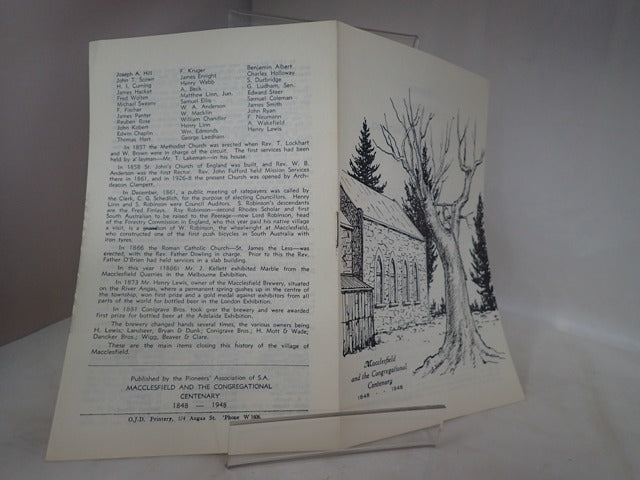 Joseph A. Hill
John T. Scown
H. J. Cuming
James Hacket
Fred Wolter
Michael Sweany
F. Fischer
James Panter
Reuben Rose
John Kobert
Edwin Chaplin
Thomas Hart
F. Kruger
James Enright
Henry Webb
A. Beck
Matthew Linn, Jun.
Samuel Ellis
W. A. Anderson
W. Macklin
William Chandler
Henry Linn
Wm. Edmonds
George Leedham
Benjamin Albert
Charles Holloway
S. Durbridge
G. Ludham, Sen.
Edward Steer
Samuel Coleman
James Smith
John Ryan
F. Neumann
A. Wakefield
Henry Lewis
In 1857 the Methodist Church was erected when Rev. T. Lockhart
and W. Brown were in charge of the circuit. The first services had been
held by a layman—Mr. T. Lakeman—in his house.
In 1858 St. John's Church of England was built, and Rev. W. B.
Andrewson was the first Rector. Rev. John Fulford held Mission Services
there in 1861, and in 1926-8 the present Church was opened by Arch-
deacon Clampett.
In December, 1861, a public meeting of ratepayers was called by
the Clerk, C. G. Schedlich, for the purpose of electing Councillors. Henry
Linn and S. Robinson were Council Auditors. S. Robinson's descendants
are the Fred Finlays. Roy Robinson—second Rhodes Scholar and first
South Australian to be raised to the Peerage—now Lord Robinson, head
of the Forestry Commission in England, who this year paid his native village
a visit, is a son of W. Robinson, the wheelwright at Macclesfield,
who constructed one of the first push bicycles in South Australia with
iron tyres.
In 1866 the Roman Catholic Church—St. James the Less—was
erected, with the Rev. Father Dowling in charge. Prior to this the Rev.
Father O'Brien had held services in a slab building.
In this year (1886) Mr. J. Kellett exhibited Marble from the
Macclesfield Quarries in the Melbourne Exhibition.
In 1873 Mr. Henry Lewis, owner of the Macclesfield Brewery, situated
on the River Angas, where a permanent spring gushes up in the centre of
the township, won first prize and a gold medal against exhibitors from all
parts of the world for bottled beer in the London Exhibition.
In 1881 Conigrave Bros. took over the brewery and were awarded
first prize for bottled beer at the Adelaide Exhibition.
The brewery changed hands several times, the various owners being
H. Lewis; Landseer, Bryan & Dunk; Conigrave Bros.; H. Mott & Wade;
Dancker Bros.; Wigg, Beaver & Clare.
These are the main items closing this history of the village of
Macclesfield.
Published by the Pioneers' Association of S.A.
MACCLESFIELD AND THE CONGREGATIONAL
CENTENARY
1848 — 1948
O.J.D. Printery, 1/4 Angus St. 'Phone W 1606.
Macclesfield
and the Congregational
Centenary
1848 - - 1948